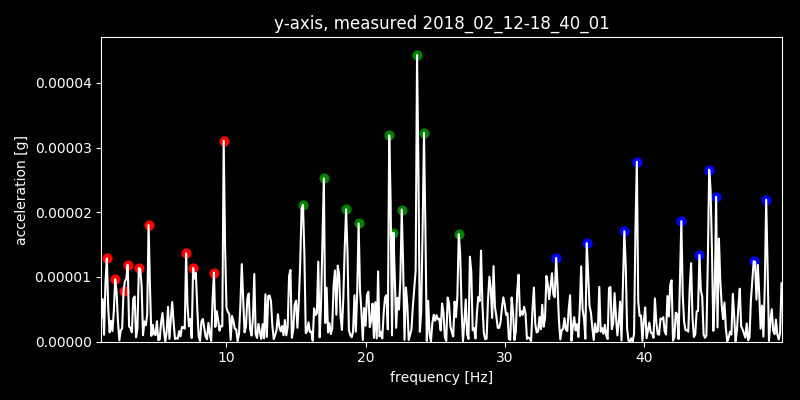 y-axis, measured 2018_02_12-18_40_01
0.00004
0.00003
0.00002
0.00001
0.00000
acceleration [g]
10 20 30 40
frequency [Hz]